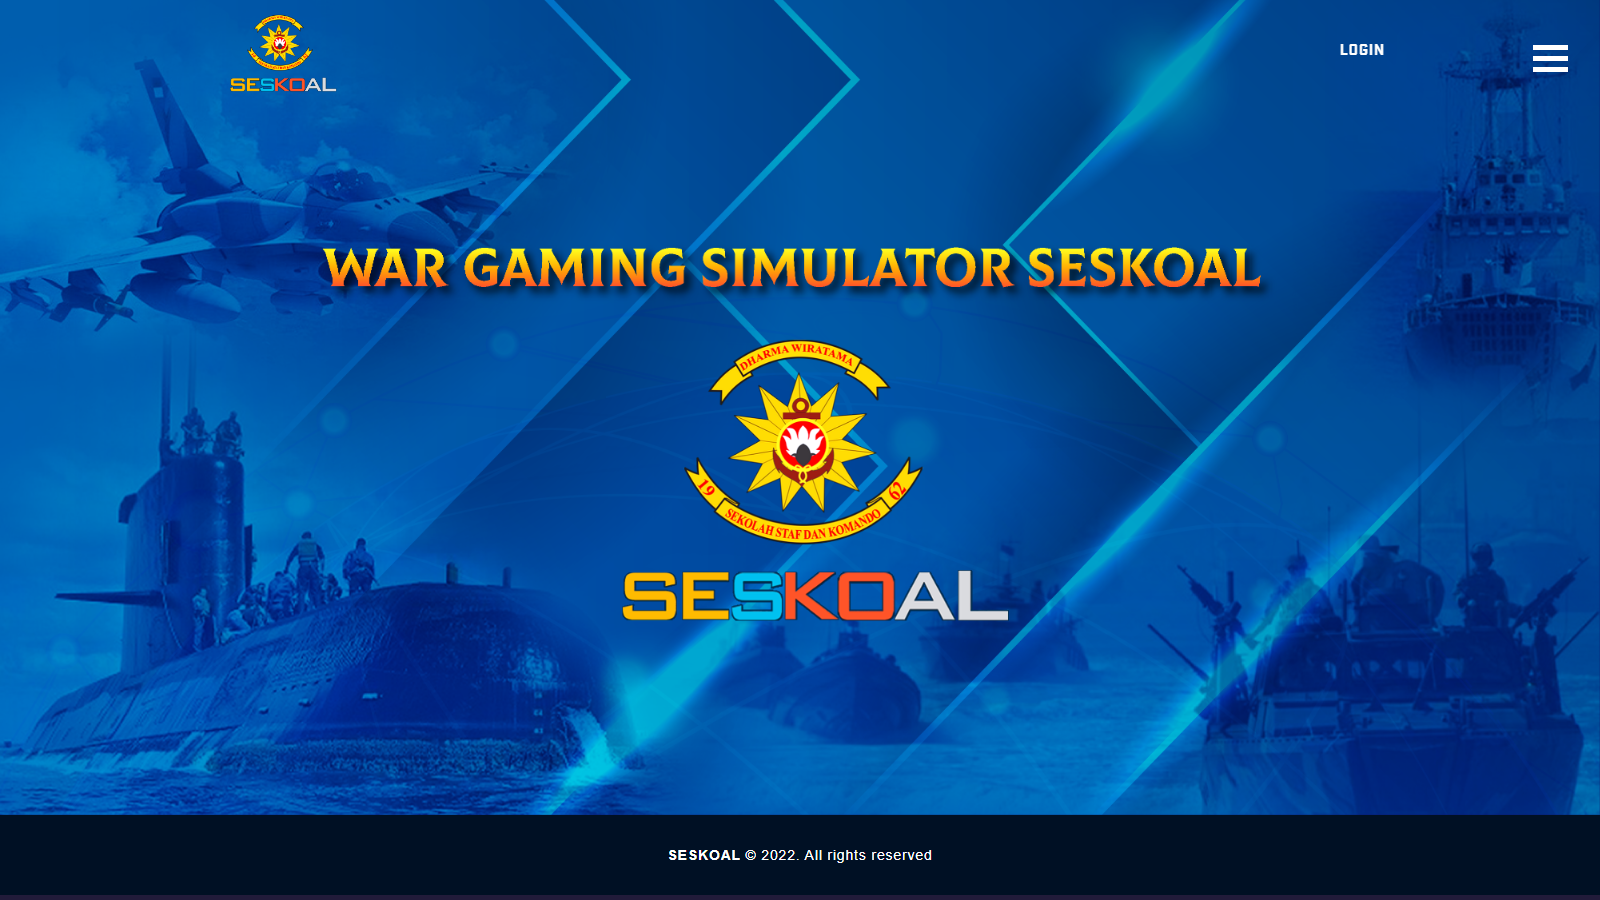 SESKOAL
LOGIN
WAR GAMING SIMULATOR SESKOAL
DHARMA WIRATAMA
19 62
SEKOLAH STAF DAN KOMANDO
SESKOAL
SESKOAL © 2022. All rights reserved